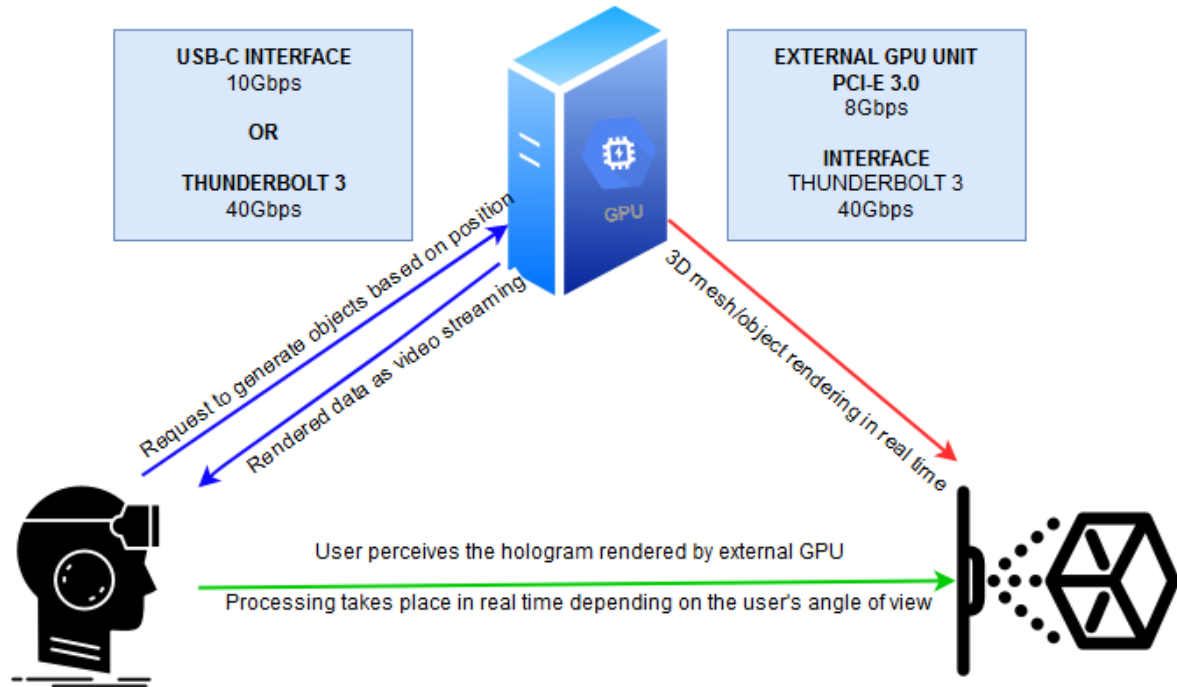 USB-C INTERFACE
10Gbps
OR
THUNDERBOLT 3
40Gbps
EXTERNAL GPU UNIT
PCI-E 3.0
8Gbps
INTERFACE
THUNDERBOLT 3
40Gbps
GPU
Request to generate objects based on position
Rendered data as video streaming
3D mesh/object rendering in real time
User perceives the hologram rendered by external GPU
Processing takes place in real time depending on the user's angle of view